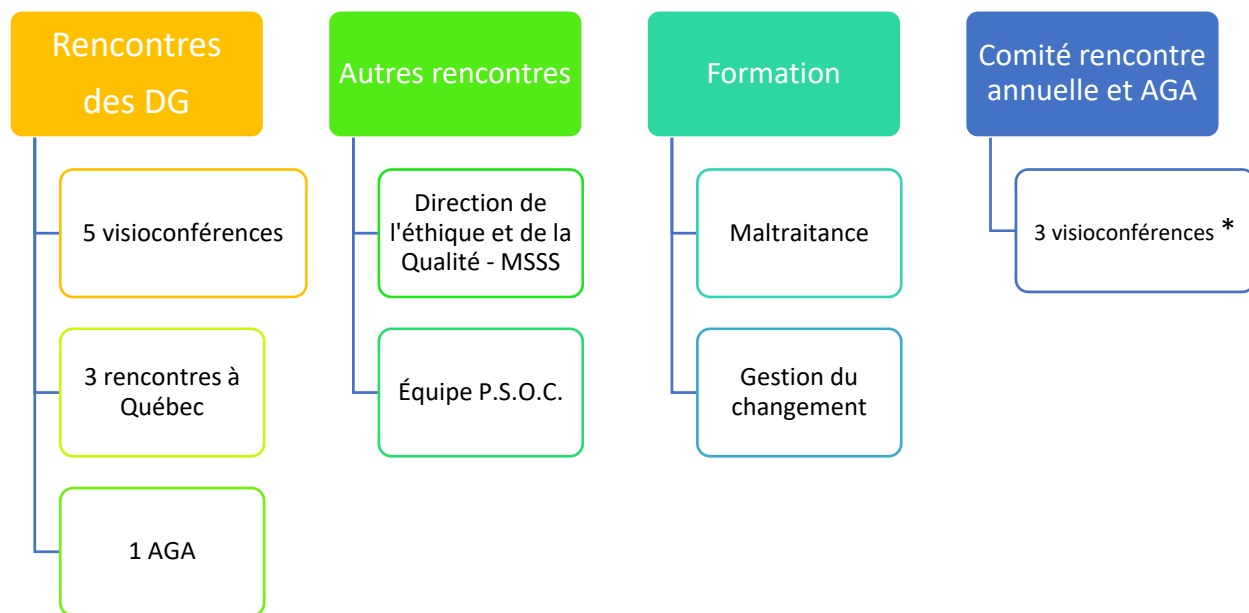 Rencontres
des DG
5 visioconférences
3 rencontres à
Québec
1 AGA
Autres rencontres
Direction de
l'éthique et de la
Qualité - MSSS
Équipe P.S.O.C.
Formation
Maltraitance
Gestion du
changement
Comité rencontre
annuelle et AGA
3 visioconférences *